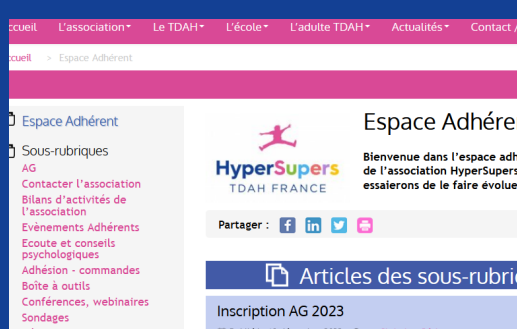 L'association Le TDAH L'école L'adulte TDAH Actualités Contact /
> Espace Adhérent
Espace Adhérent
Sous-rubriques
AG
Contacter l'association
Bilans d'activités de
l'association
Evènements Adhérents
Ecoute et conseils
psychologiques
Adhésion - commandes
Boîte à outils
Conférences, webinaires
Sondages
HyperSupers
TDAH FRANCE
Espace Adhére
Bienvenue dans l'espace adh
de l'association HyperSupers
essaierons de le faire évolue
Partager :
Articles des sous-rubri
Inscription AG 2023